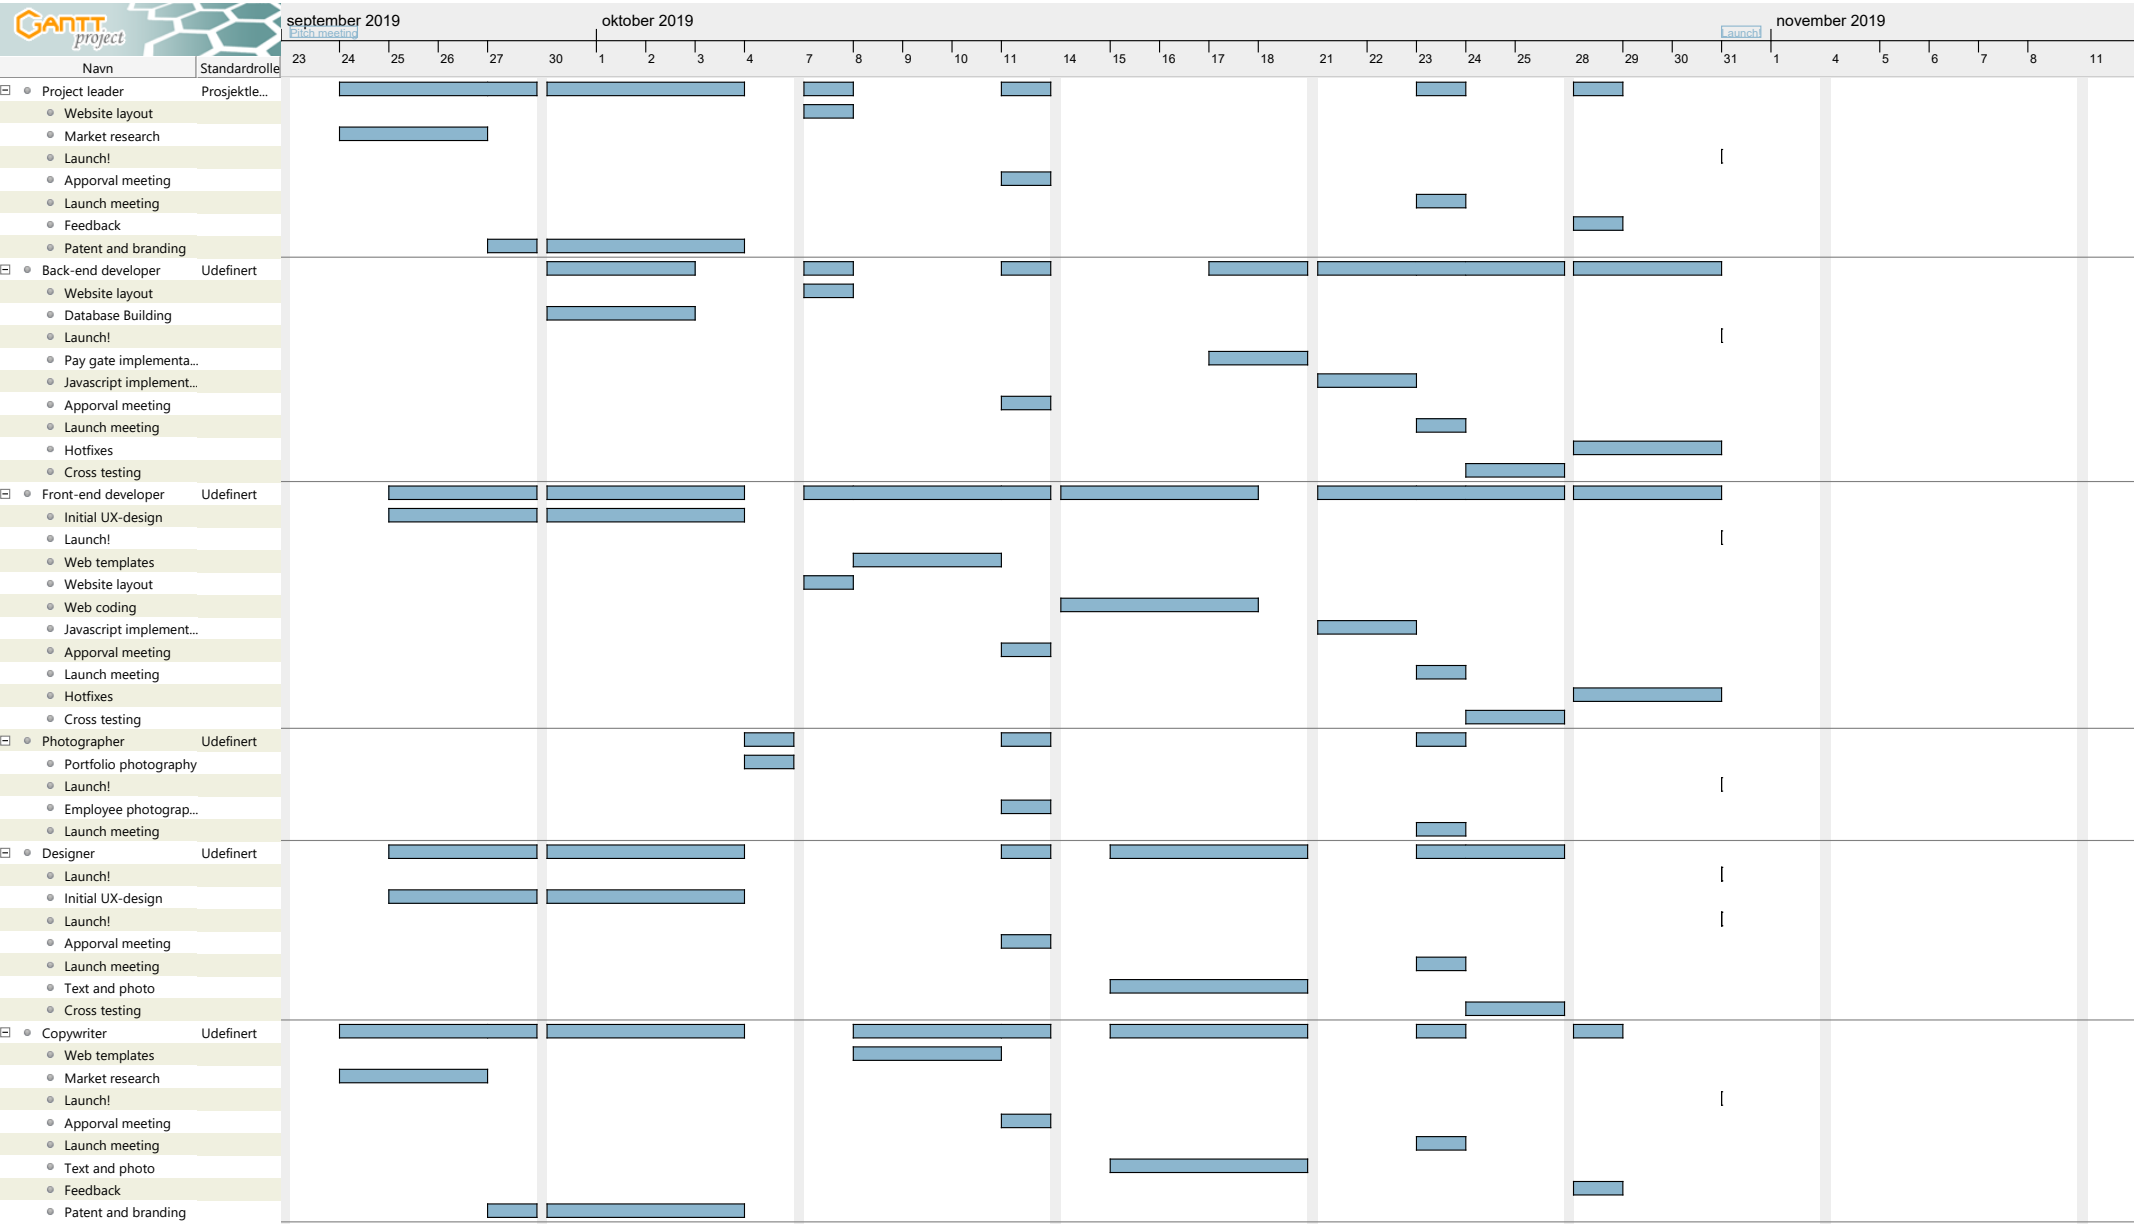 GANTT
project
september 2019
oktober 2019
november 2019
Pitch meeting
Launch!
Navn
Standardrolle
23 24 25 26 27 30 1 2 3 4 7 8 9 10 11 14 15 16 17 18 21 22 23 24 25 28 29 30 31 1 4 5 6 7 8 11
Project leader Prosjektle...
Website layout
Market research
Launch!
Apporval meeting
Launch meeting
Feedback
Patent and branding
Back-end developer Udefinert
Website layout
Database Building
Launch!
Pay gate implementa...
Javascript implement...
Apporval meeting
Launch meeting
Hotfixes
Cross testing
Front-end developer Udefinert
Initial UX-design
Launch!
Web templates
Website layout
Web coding
Javascript implement...
Apporval meeting
Launch meeting
Hotfixes
Cross testing
Photographer Udefinert
Portfolio photography
Launch!
Employee photograp...
Launch meeting
Designer Udefinert
Launch!
Initial UX-design
Launch!
Apporval meeting
Launch meeting
Text and photo
Cross testing
Copywriter Udefinert
Web templates
Market research
Launch!
Apporval meeting
Launch meeting
Text and photo
Feedback
Patent and branding